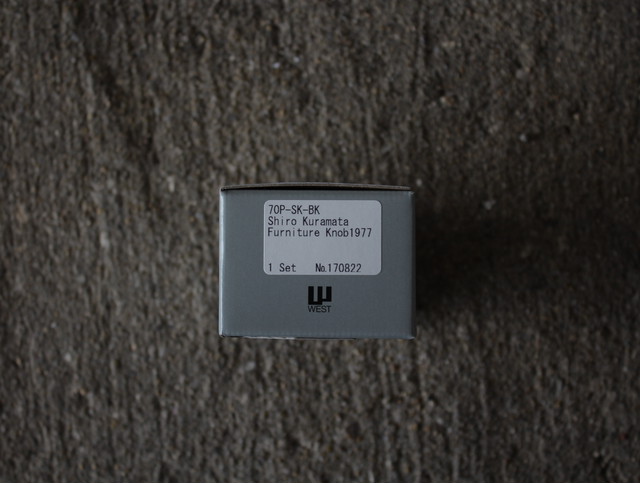 70P-SK-BK
Shiro Kuramata
Furniture Knob1977
1 Set No.170822
WEST